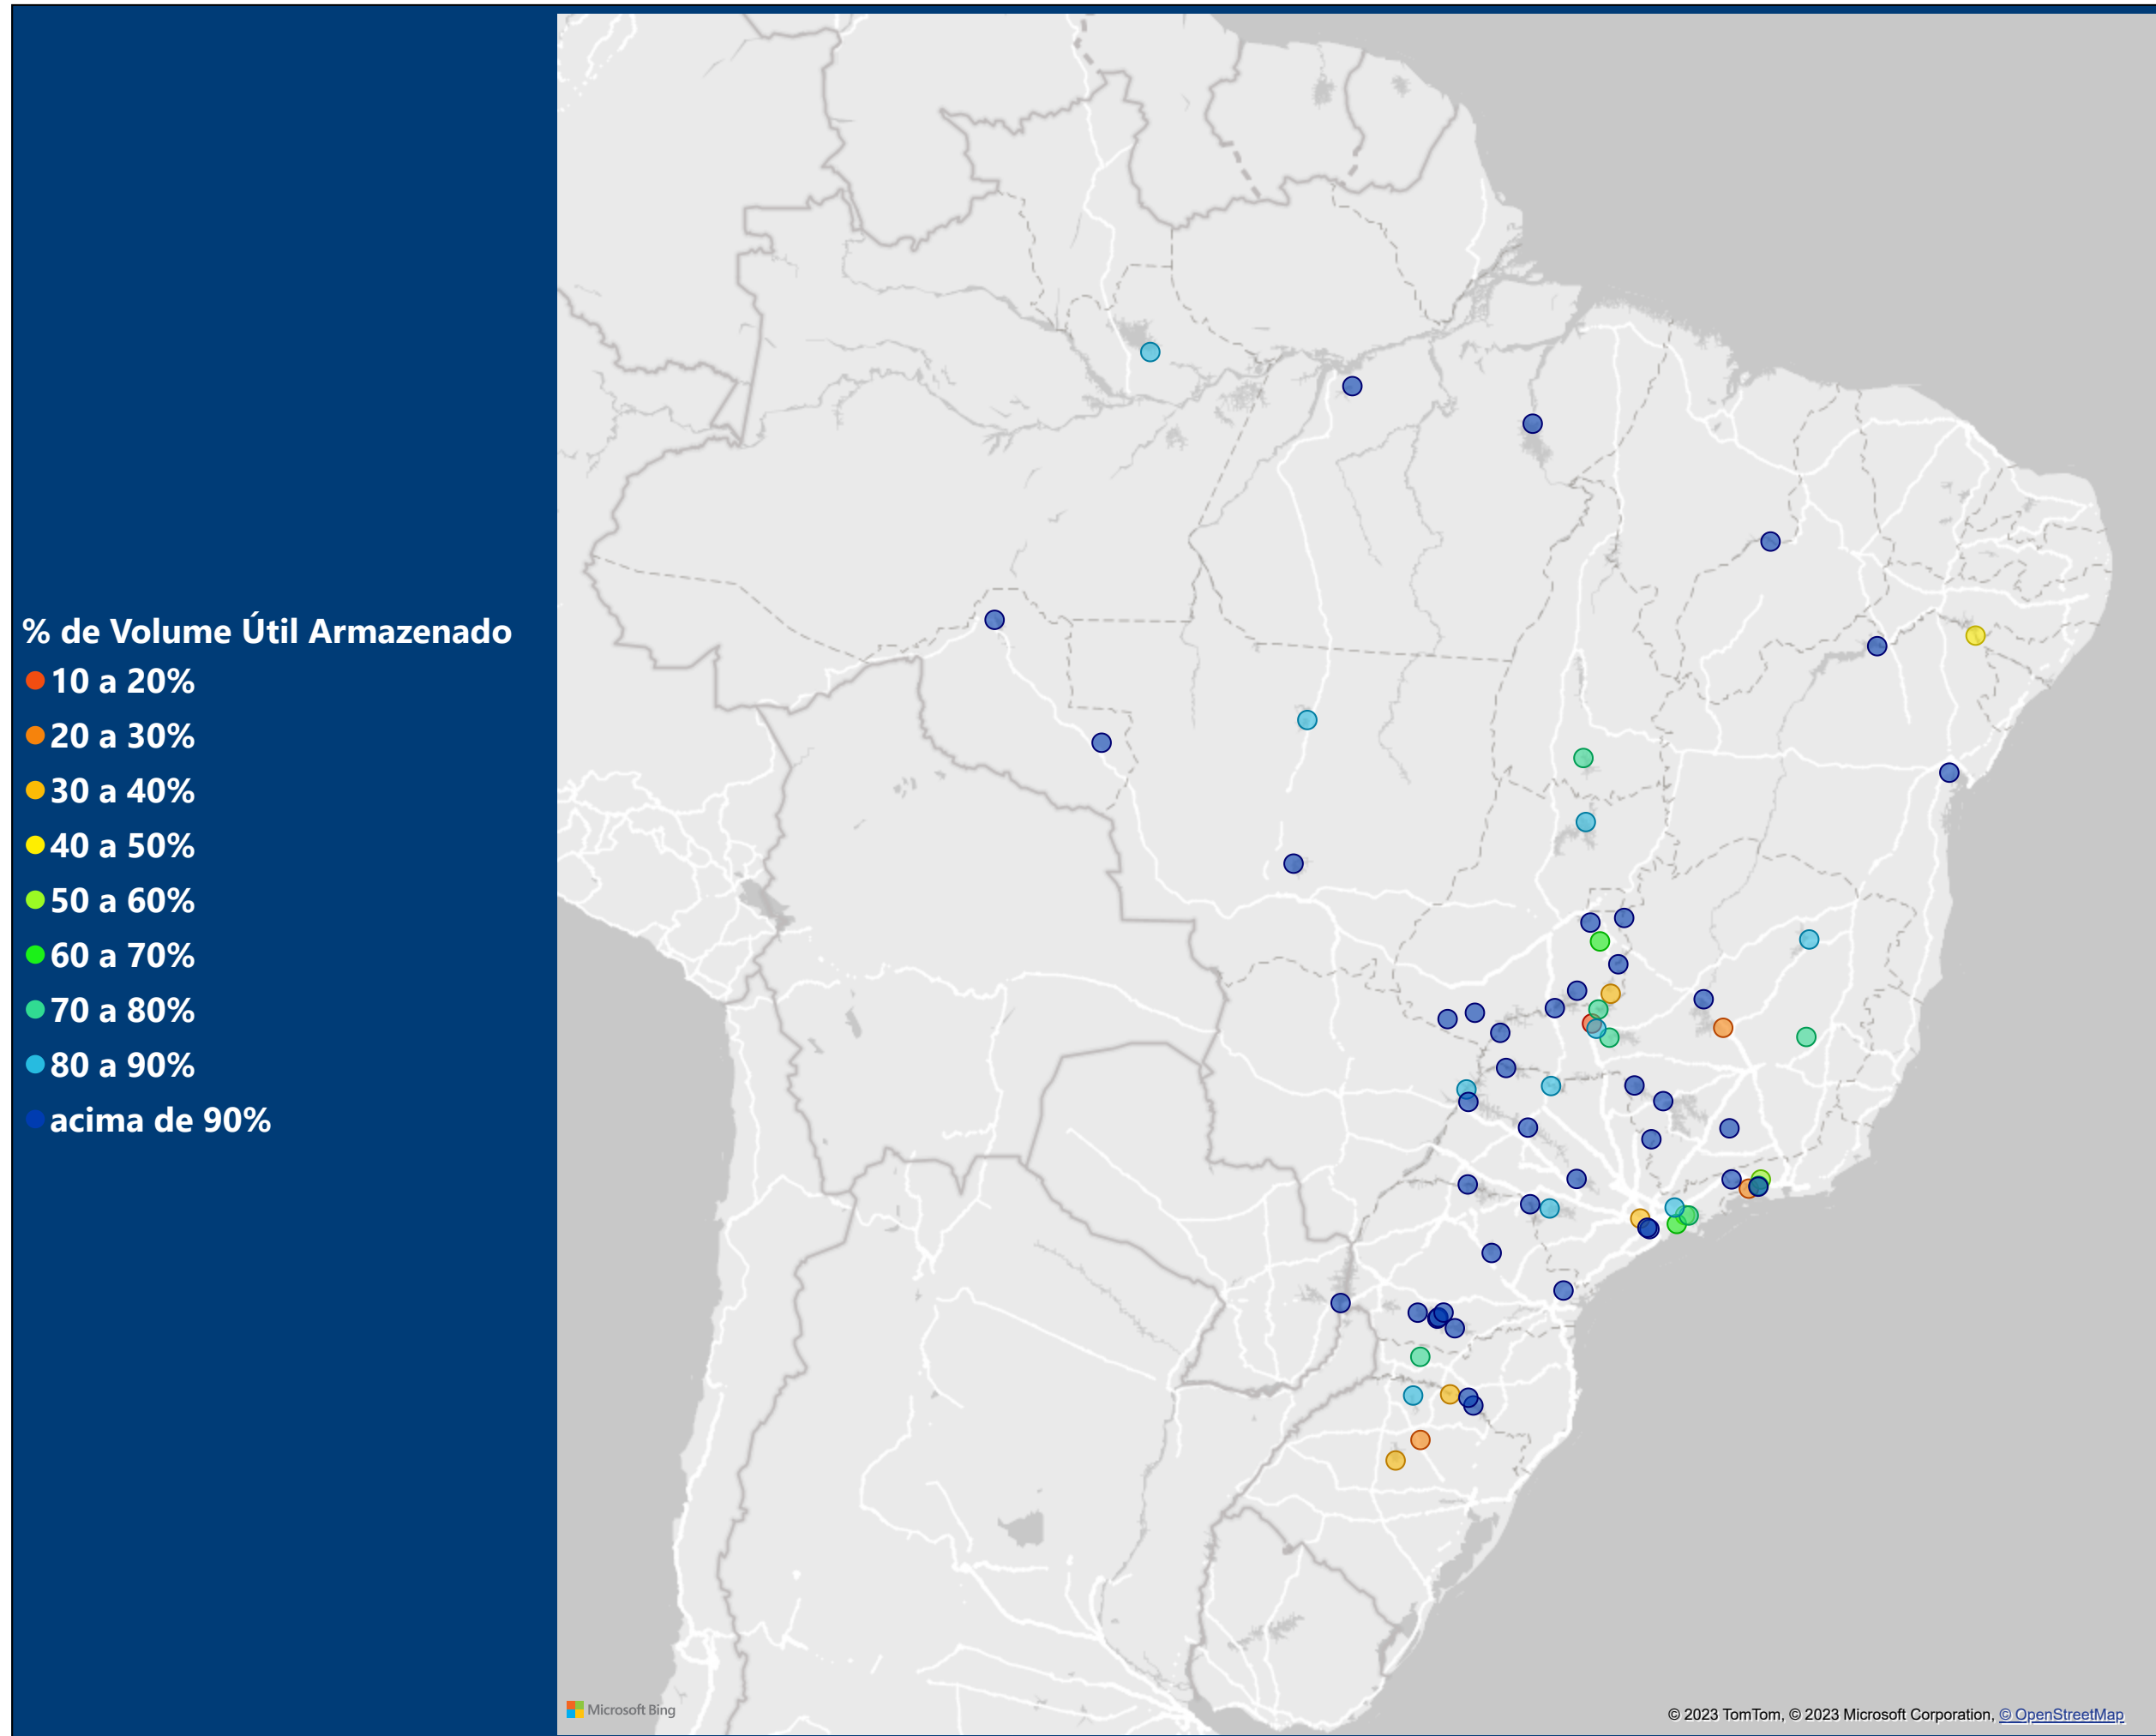 % de Volume Útil Armazenado
10 a 20%
20 a 30%
30 a 40%
40 a 50%
50 a 60%
60 a 70%
70 a 80%
80 a 90%
acima de 90%
Microsoft Bing
© 2023 TomTom, © 2023 Microsoft Corporation, © OpenStreetMap